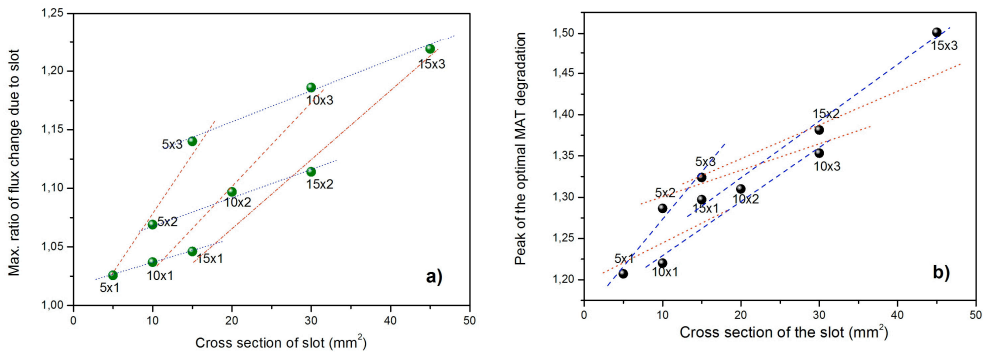 1,25
1,20
1,15
1,10
1,05
1,00
Max. ratio of flux change due to slot
5x3
10x3
15x3
5x2
10x2
15x2
5x1
10x1
15x1
a)
0 10 20 30 40 50
Cross section of slot (mm²)
1,50
1,45
1,40
1,35
1,30
1,25
1,20
Peak of the optimal MAT degradation
15x3
15x2
5x3
10x3
5x2
15x1
10x2
5x1
10x1
b)
0 10 20 30 40 50
Cross section of the slot (mm²)